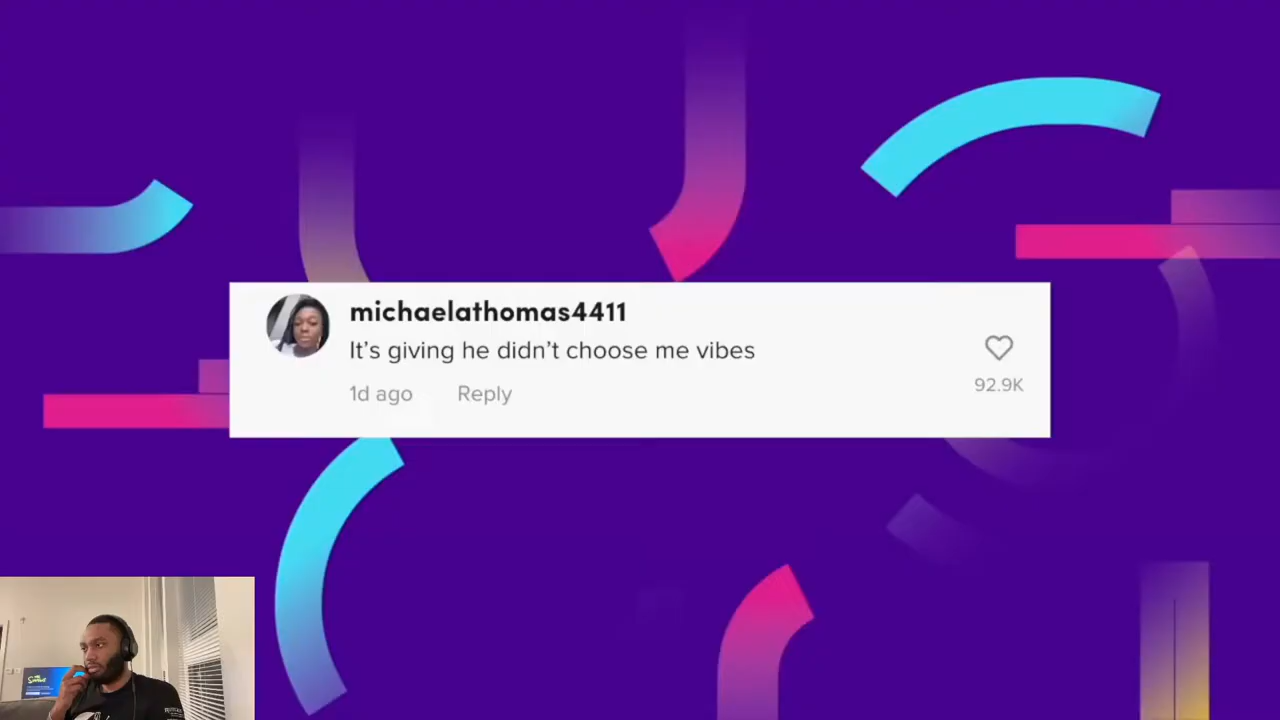 michaelathomas4411
It’s giving he didn’t choose me vibes
1d ago Reply
92.9K